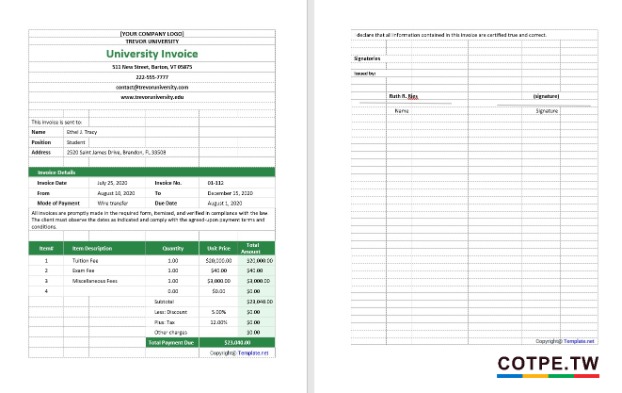 [YOUR COMPANY LOGO]
TREVOR UNIVERSITY
University Invoice
511 New Street, Barton, VT 05875
222-555-7777
contact@trevoruniversity.com
www.trevoruniversity.edu
This invoice is sent to:
Name Ethel J. Tracy
Position Student
Address 2520 Saint James Drive, Brandon, FL 33508
Invoice Details
Invoice Date July 25, 2020 Invoice No. 03-332
From August 10, 2020 To December 15, 2020
Mode of Payment Wire transfer Due Date August 1, 2020
All invoices are promptly made in the required form, itemized, and verified in compliance with the law.
The client must observe the dates as indicated and comply with the agreed-upon payment terms and
conditions.
Item# Item Description Quantity Unit Price Total Amount
1 Tuition Fee 1.00 $20,000.00 $20,000.00
2 Exam Fee 1.00 $40.00 $40.00
3 Miscellaneous Fees 1.00 $3,000.00 $3,000.00
4 0.00 $0.00 $0.00
Subtotal $23,040.00
Less: Discount 5.00% $0.00
Plus: Tax 12.00% $0.00
Other charges $0.00
Total Payment Due $23,040.00
Copyright@ Template.net
declare that all information contained in this invoice are certified true and correct.
Signatories
Issued by:
Ruth R. Ries (signature)
Name Signature
Copyright@ Template.net
COTPE.TW